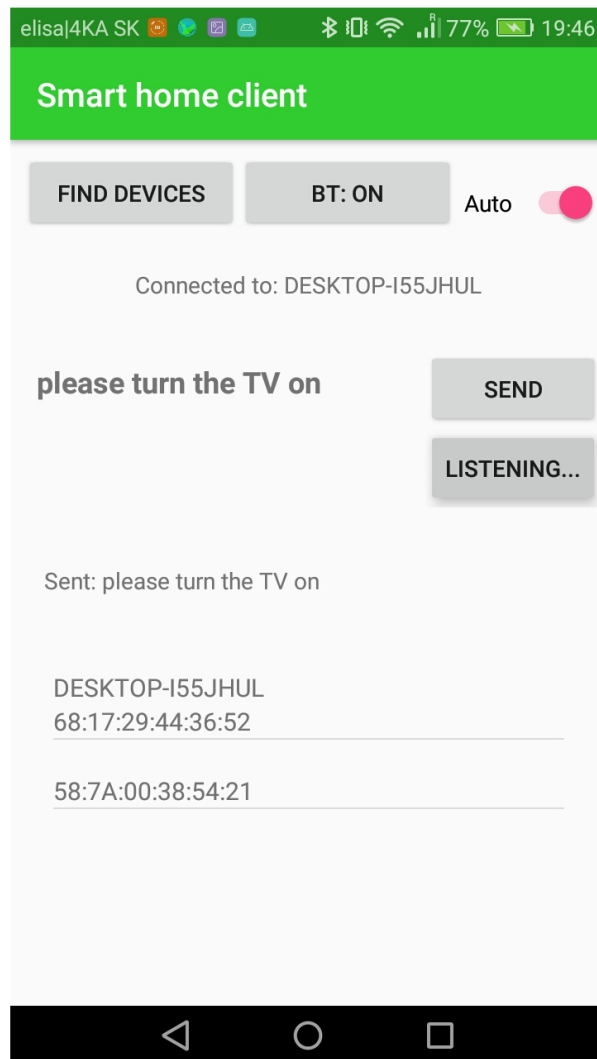 elisa|4KA SK R 77% 19:46
Smart home client
FIND DEVICES BT: ON Auto
Connected to: DESKTOP-I55JHUL
please turn the TV on SEND
LISTENING...
Sent: please turn the TV on
DESKTOP-I55JHUL
68:17:29:44:36:52
58:7A:00:38:54:21